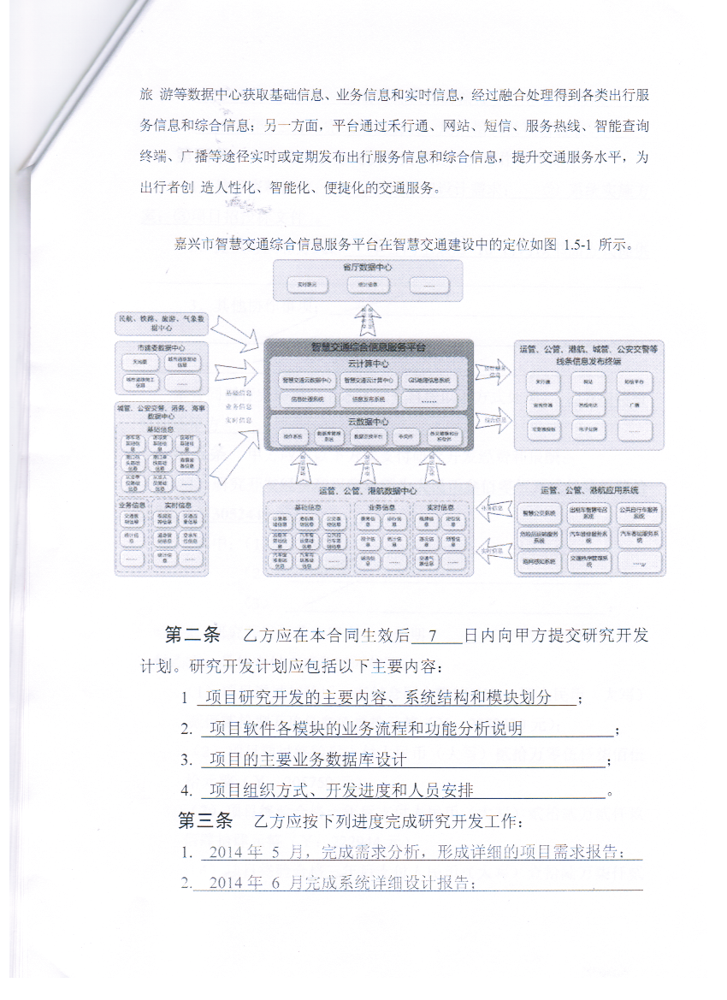 旅 游等数据中心获取基础信息、业务信息和实时信息，经过融合处理得到各类出行服
务信息和综合信息；另一方面，平台通过禾行通、网站、短信、服务热线、智能查询
终端、广播等途径实时或定期发布出行服务信息和综合信息，提升交通服务水平，为
出行者创 造人性化、智能化、便捷化的交通服务。
嘉兴市智慧交通综合信息服务平台在智慧交通建设中的定位如图 1.5-1 所示。
省厅数据中心
统计信息
......
民航、铁路、旅游、气象数
据中心
市建委数据中心
......
城管、公安交警、港务、海事
数据中心
基础信息
......
业务信息
实时信息
......
......
基础信息
业务信息
实时信息
智慧交通综合信息服务平台
云计算中心
智慧交通云数据中心
智慧交通云计算中心
GIS地理信息系统
信息处理系统
信息发布系统
......
云数据中心
操作系统
数据库管理
系统
数据交换平台
中间件
综合信息
运管、公管、港航、城管、公安交警等
线条信息发布终端
禾行通
网站
短信平台
广播
电子站牌
......
运管、公管、港航数据中心
基础信息
业务信息
实时信息
......
......
......
业务信息
实时信息
运管、公管、港航应用系统
智慧公交系统
出租车智慧电召
系统
公共自行车服务
系统
危险品运输服务
系统
汽车维修服务系
统
汽车客运服务系
统
路网感知系统
交通秩序管理系
统
......
第二条 乙方应在本合同生效后 7 日内向甲方提交研究开发
计划。研究开发计划应包括以下主要内容：
1 项目研究开发的主要内容、系统结构和模块划分 ；
2. 项目软件各模块的业务流程和功能分析说明 ；
3. 项目的主要业务数据库设计 ；
4. 项目组织方式、开发进度和人员安排 。
第三条 乙方应按下列进度完成研究开发工作：
1. 2014 年 5 月，完成需求分析，形成详细的项目需求报告；
2. 2014 年 6 月完成系统详细设计报告；